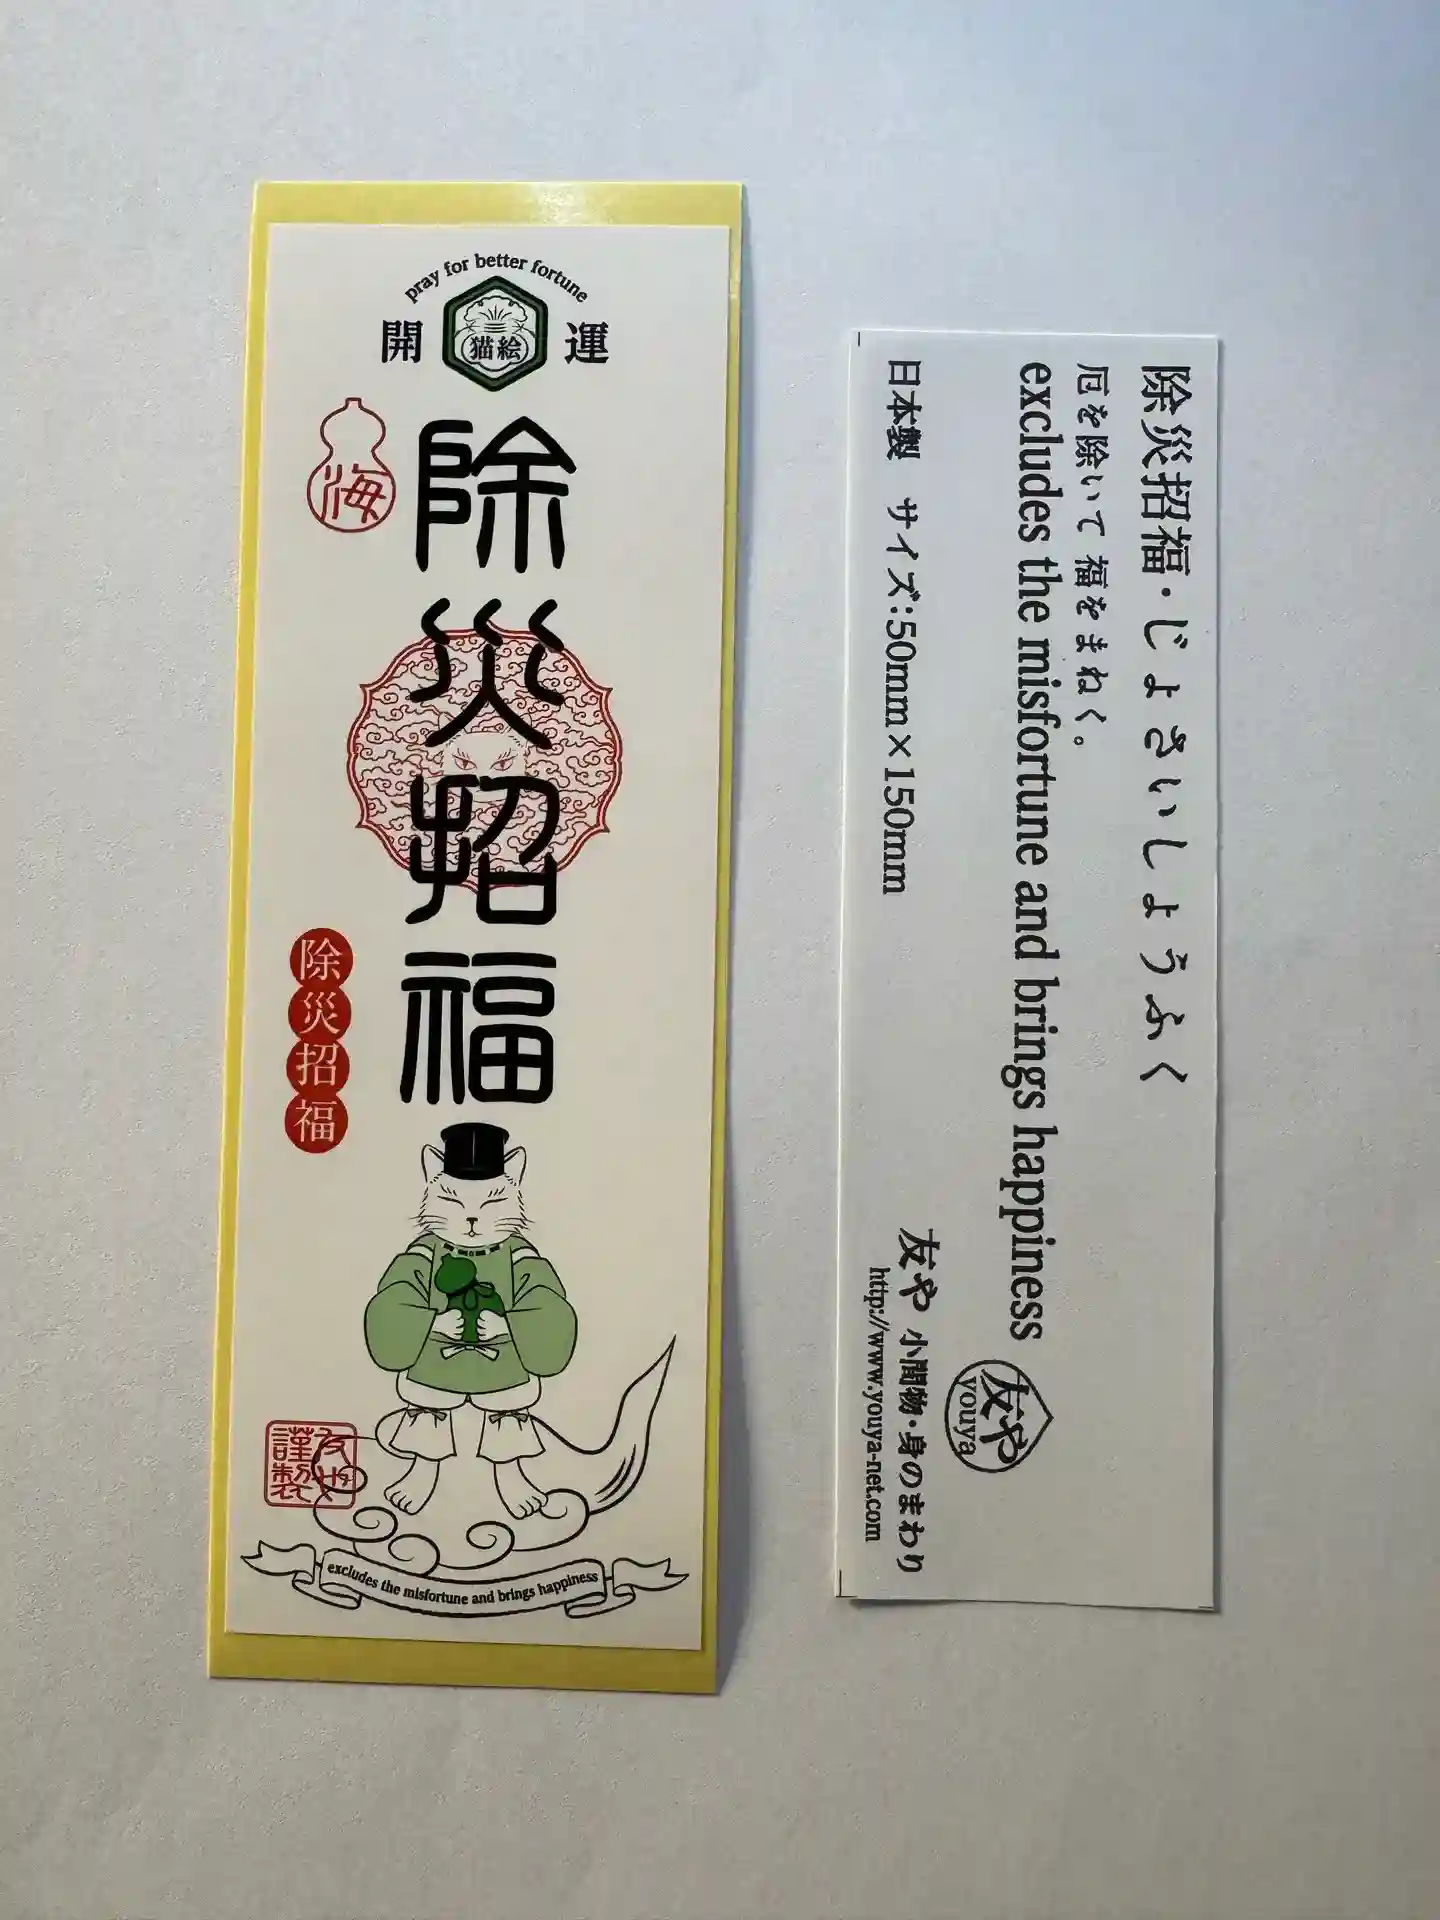 pray for better fortune
開 運
猫絵
海
除災招福
除災招福
友や
謹製
excludes the misfortune and brings happiness
除災招福・じょさいしょうふく
厄を除いて 福をまねく。
excludes the misfortune and brings happiness
日本製　サイズ:50mm×150mm
友や
youya
友や 小間物・身のまわり
http://www.youya-net.com